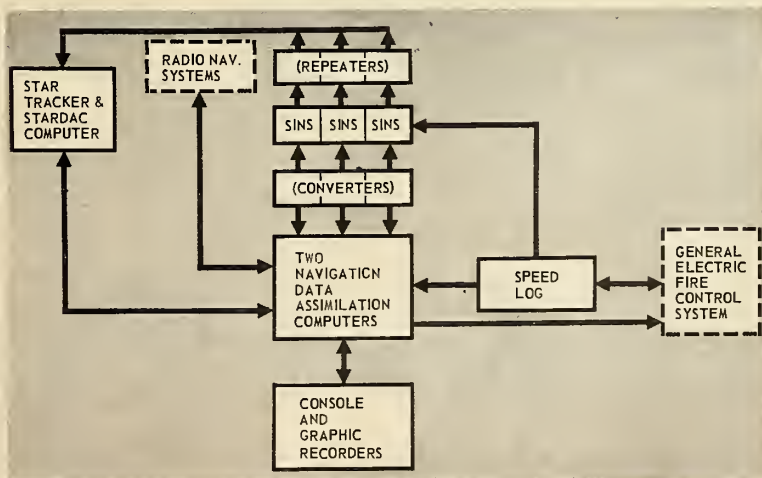 RADIO NAV.
SYSTEMS
(REPEATERS)
STAR
TRACKER &
STARDAC
COMPUTER
SINS SINS SINS
(CONVERTERS)
TWO
NAVIGATION
DATA
ASSIMILATION
COMPUTERS
SPEED
LOG
GENERAL
ELECTRIC
FIRE
CONTROL
SYSTEM
CONSOLE
AND
GRAPHIC
RECORDERS